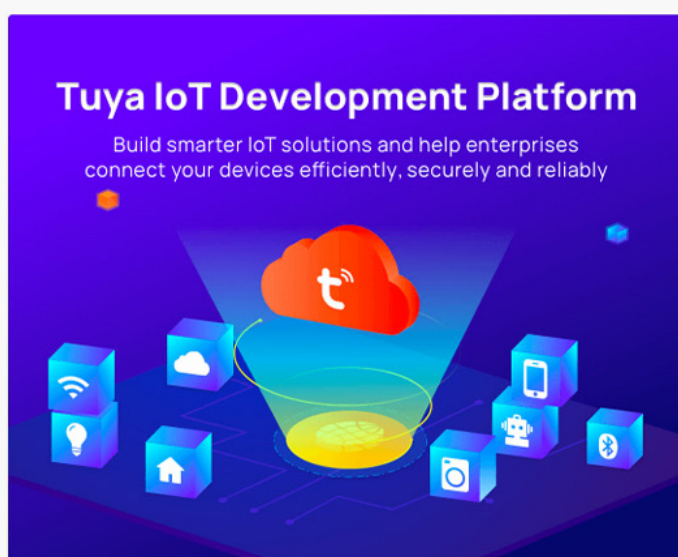 Tuya IoT Development Platform
Build smarter IoT solutions and help enterprises
connect your devices efficiently, securely and reliably
t